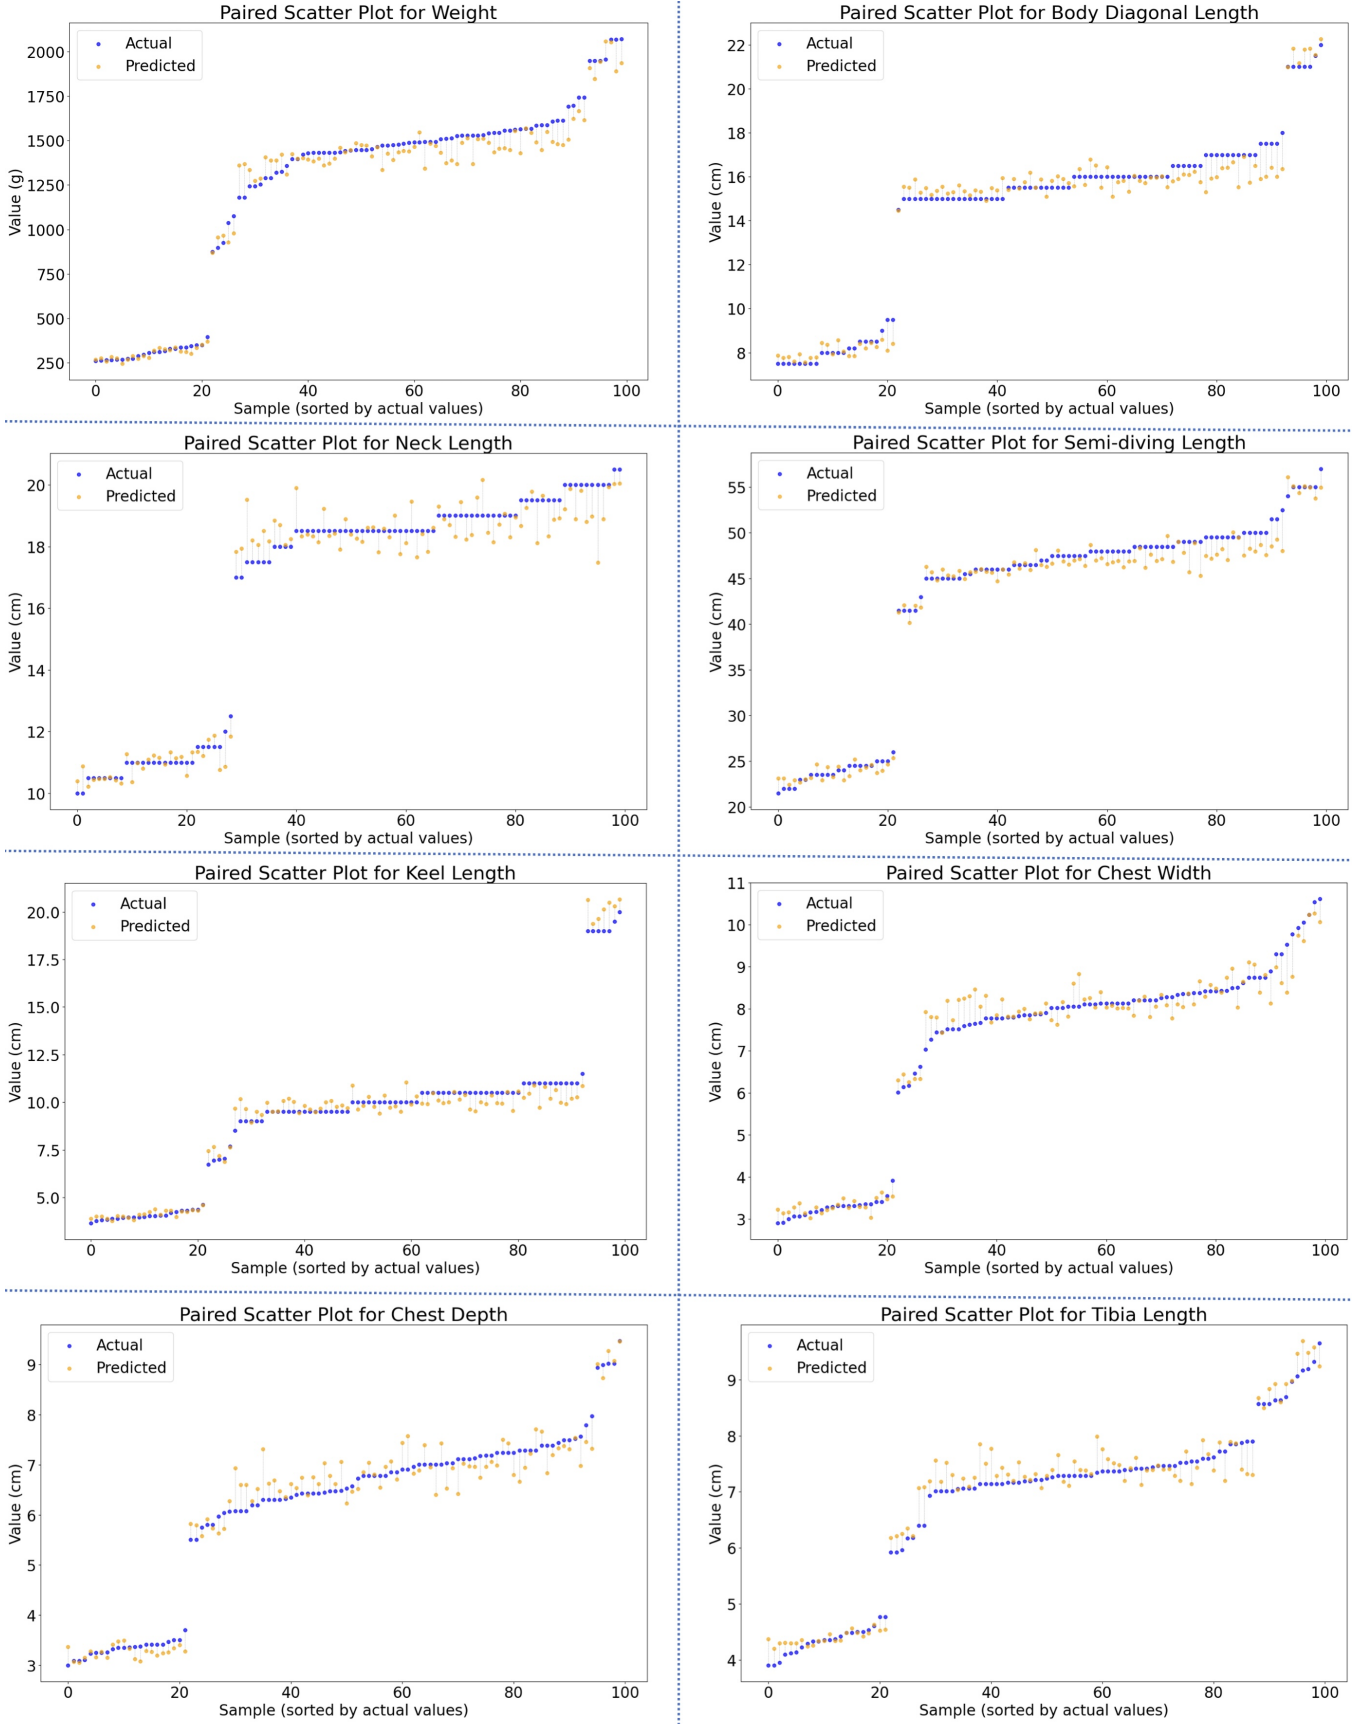 Paired Scatter Plot for Weight
Actual
Predicted
2000
1750
1500
1250
1000
750
500
250
Value (g)
0 20 40 60 80 100
Sample (sorted by actual values)
Paired Scatter Plot for Body Diagonal Length
Actual
Predicted
22
20
18
16
14
12
10
8
Value (cm)
0 20 40 60 80 100
Sample (sorted by actual values)
Paired Scatter Plot for Neck Length
Actual
Predicted
20
18
16
14
12
10
Value (cm)
0 20 40 60 80 100
Sample (sorted by actual values)
Paired Scatter Plot for Semi-diving Length
Actual
Predicted
55
50
45
40
35
30
25
20
Value (cm)
0 20 40 60 80 100
Sample (sorted by actual values)
Paired Scatter Plot for Keel Length
Actual
Predicted
20.0
17.5
15.0
12.5
10.0
7.5
5.0
Value (cm)
0 20 40 60 80 100
Sample (sorted by actual values)
Paired Scatter Plot for Chest Width
Actual
Predicted
11
10
9
8
7
6
5
4
3
Value (cm)
0 20 40 60 80 100
Sample (sorted by actual values)
Paired Scatter Plot for Chest Depth
Actual
Predicted
9
8
7
6
5
4
3
Value (cm)
0 20 40 60 80 100
Sample (sorted by actual values)
Paired Scatter Plot for Tibia Length
Actual
Predicted
9
8
7
6
5
4
Value (cm)
0 20 40 60 80 100
Sample (sorted by actual values)